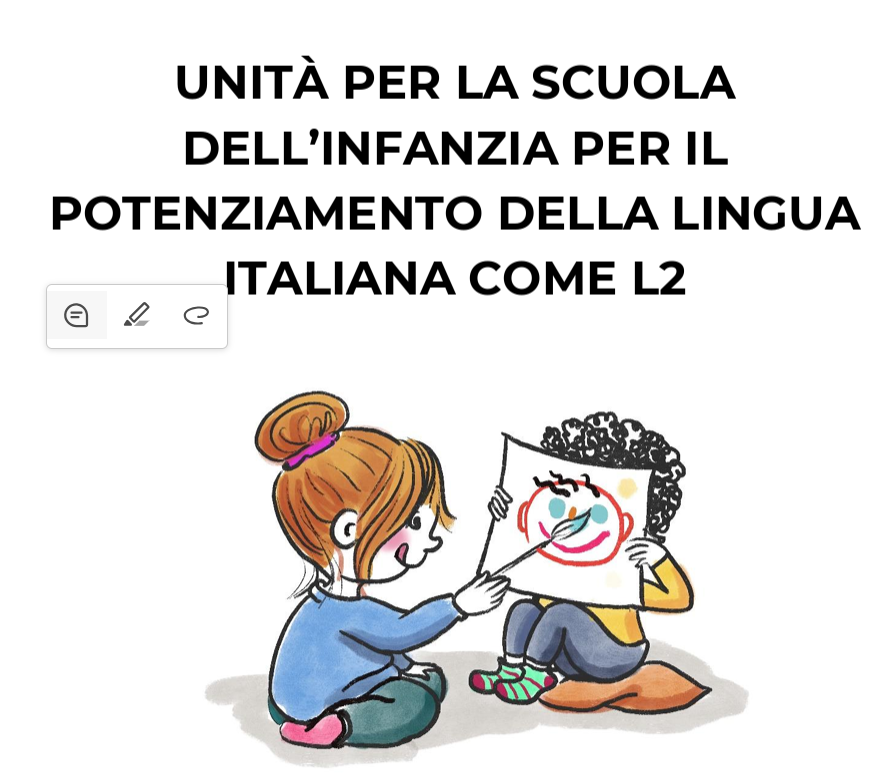 UNITÀ PER LA SCUOLA
DELL’INFANZIA PER IL
POTENZIAMENTO DELLA LINGUA
ITALIANA COME L2